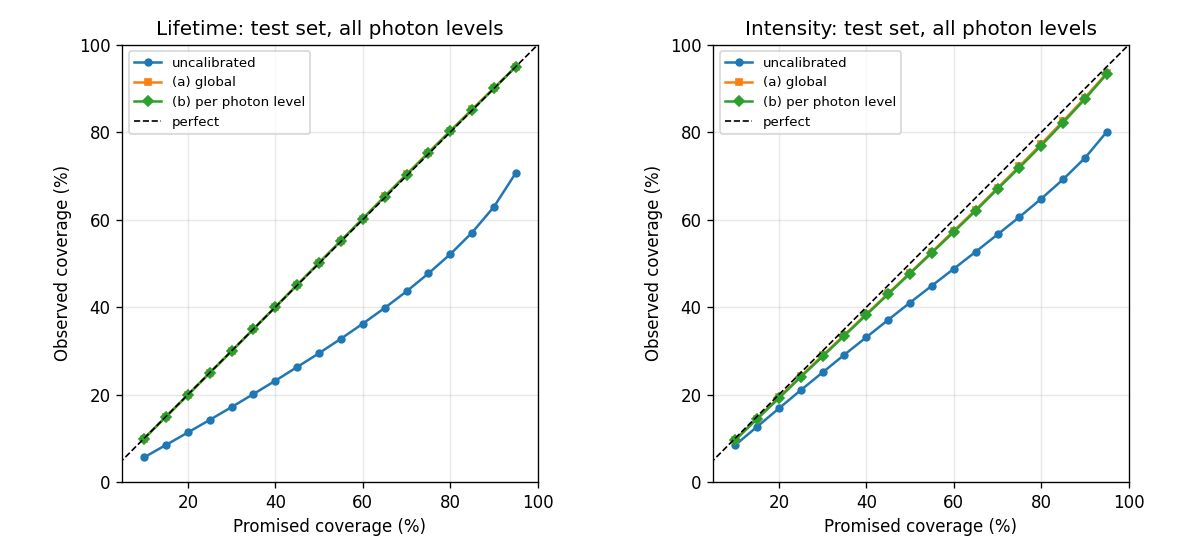 Lifetime: test set, all photon levels
100
80
60
40
20
0
Observed coverage (%)
uncalibrated
(a) global
(b) per photon level
perfect
20
40
60
80
100
Promised coverage (%)
Intensity: test set, all photon levels
100
80
60
40
20
0
Observed coverage (%)
uncalibrated
(a) global
(b) per photon level
perfect
20
40
60
80
100
Promised coverage (%)